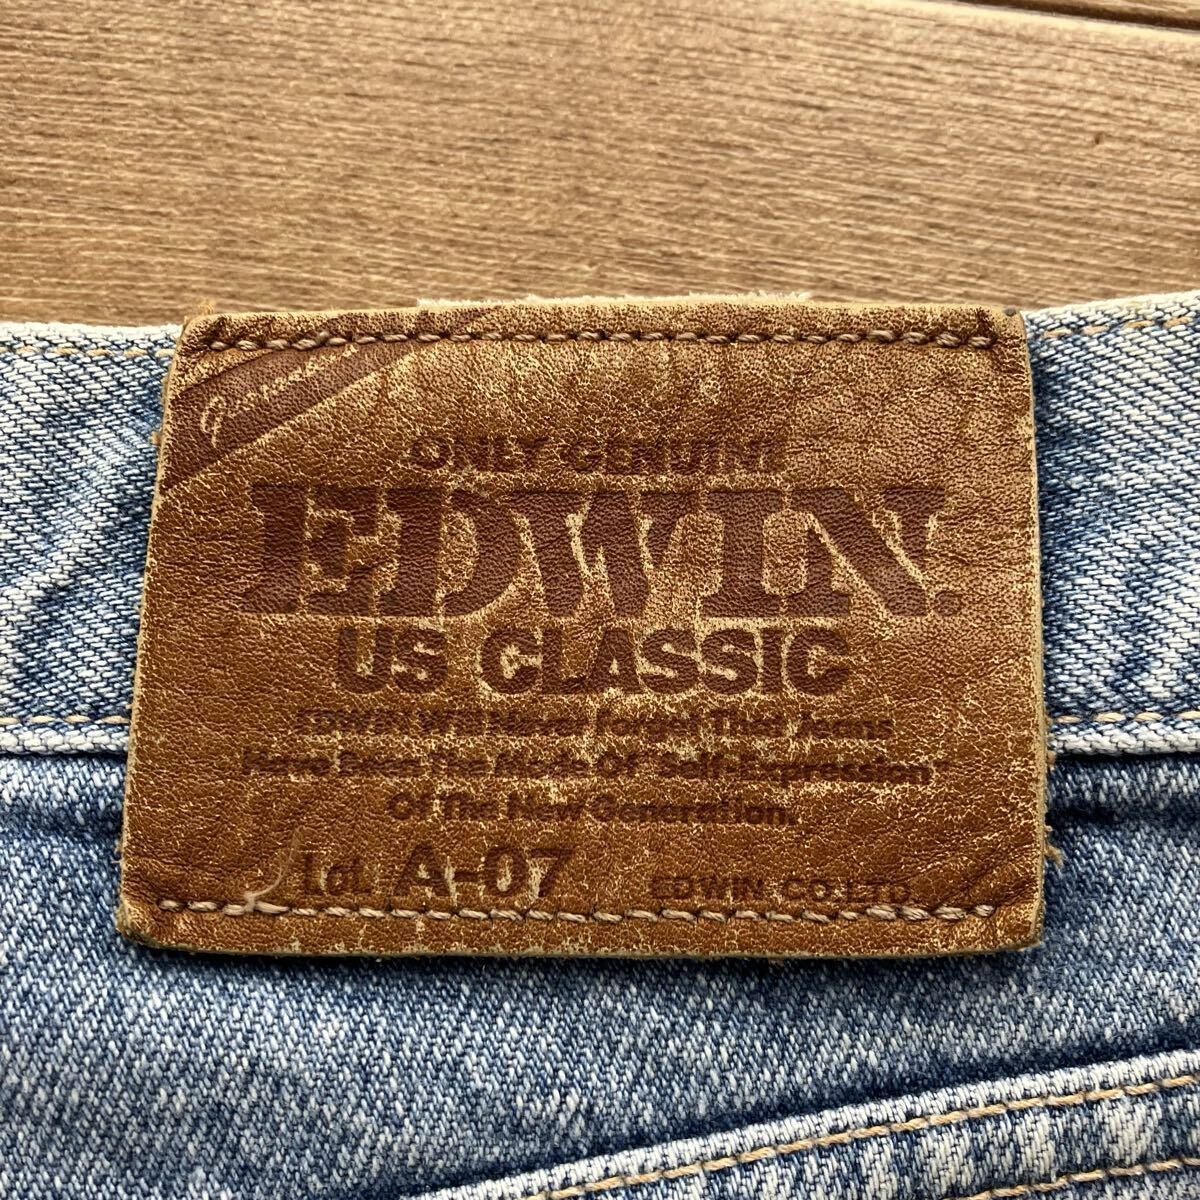 ONLY GENUINE
EDWIN.
US CLASSIC
EDWIN Will Never Forget That Jeans
Have Been The Mode Of "Self-Expression"
Of The New Generation.
Lot. A-07
EDWIN CO.LTD.